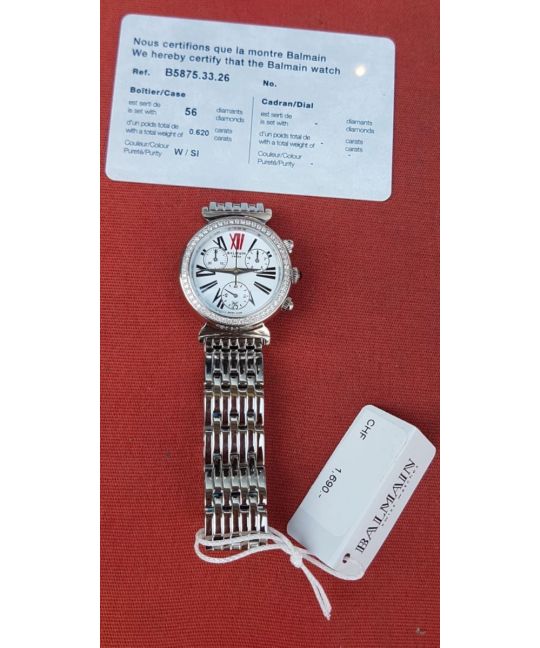 Nous certifions que la montre Balmain
We hereby certify that the Balmain watch
Ref. B5875.33.26 No.
Boîtier/Case
est serti de diamants
is set with 56 diamonds
d'un poids total de carats
with a total weight of 0.620 carats
Couleur/Colour
Pureté/Purity W / SI
Cadran/Dial
est serti de diamants
is set with - diamonds
d'un poids total de carats
with a total weight of - carats
Couleur/Colour
Pureté/Purity -
XI XII I
BALMAIN
CHF 1,690.-
BALMAIN